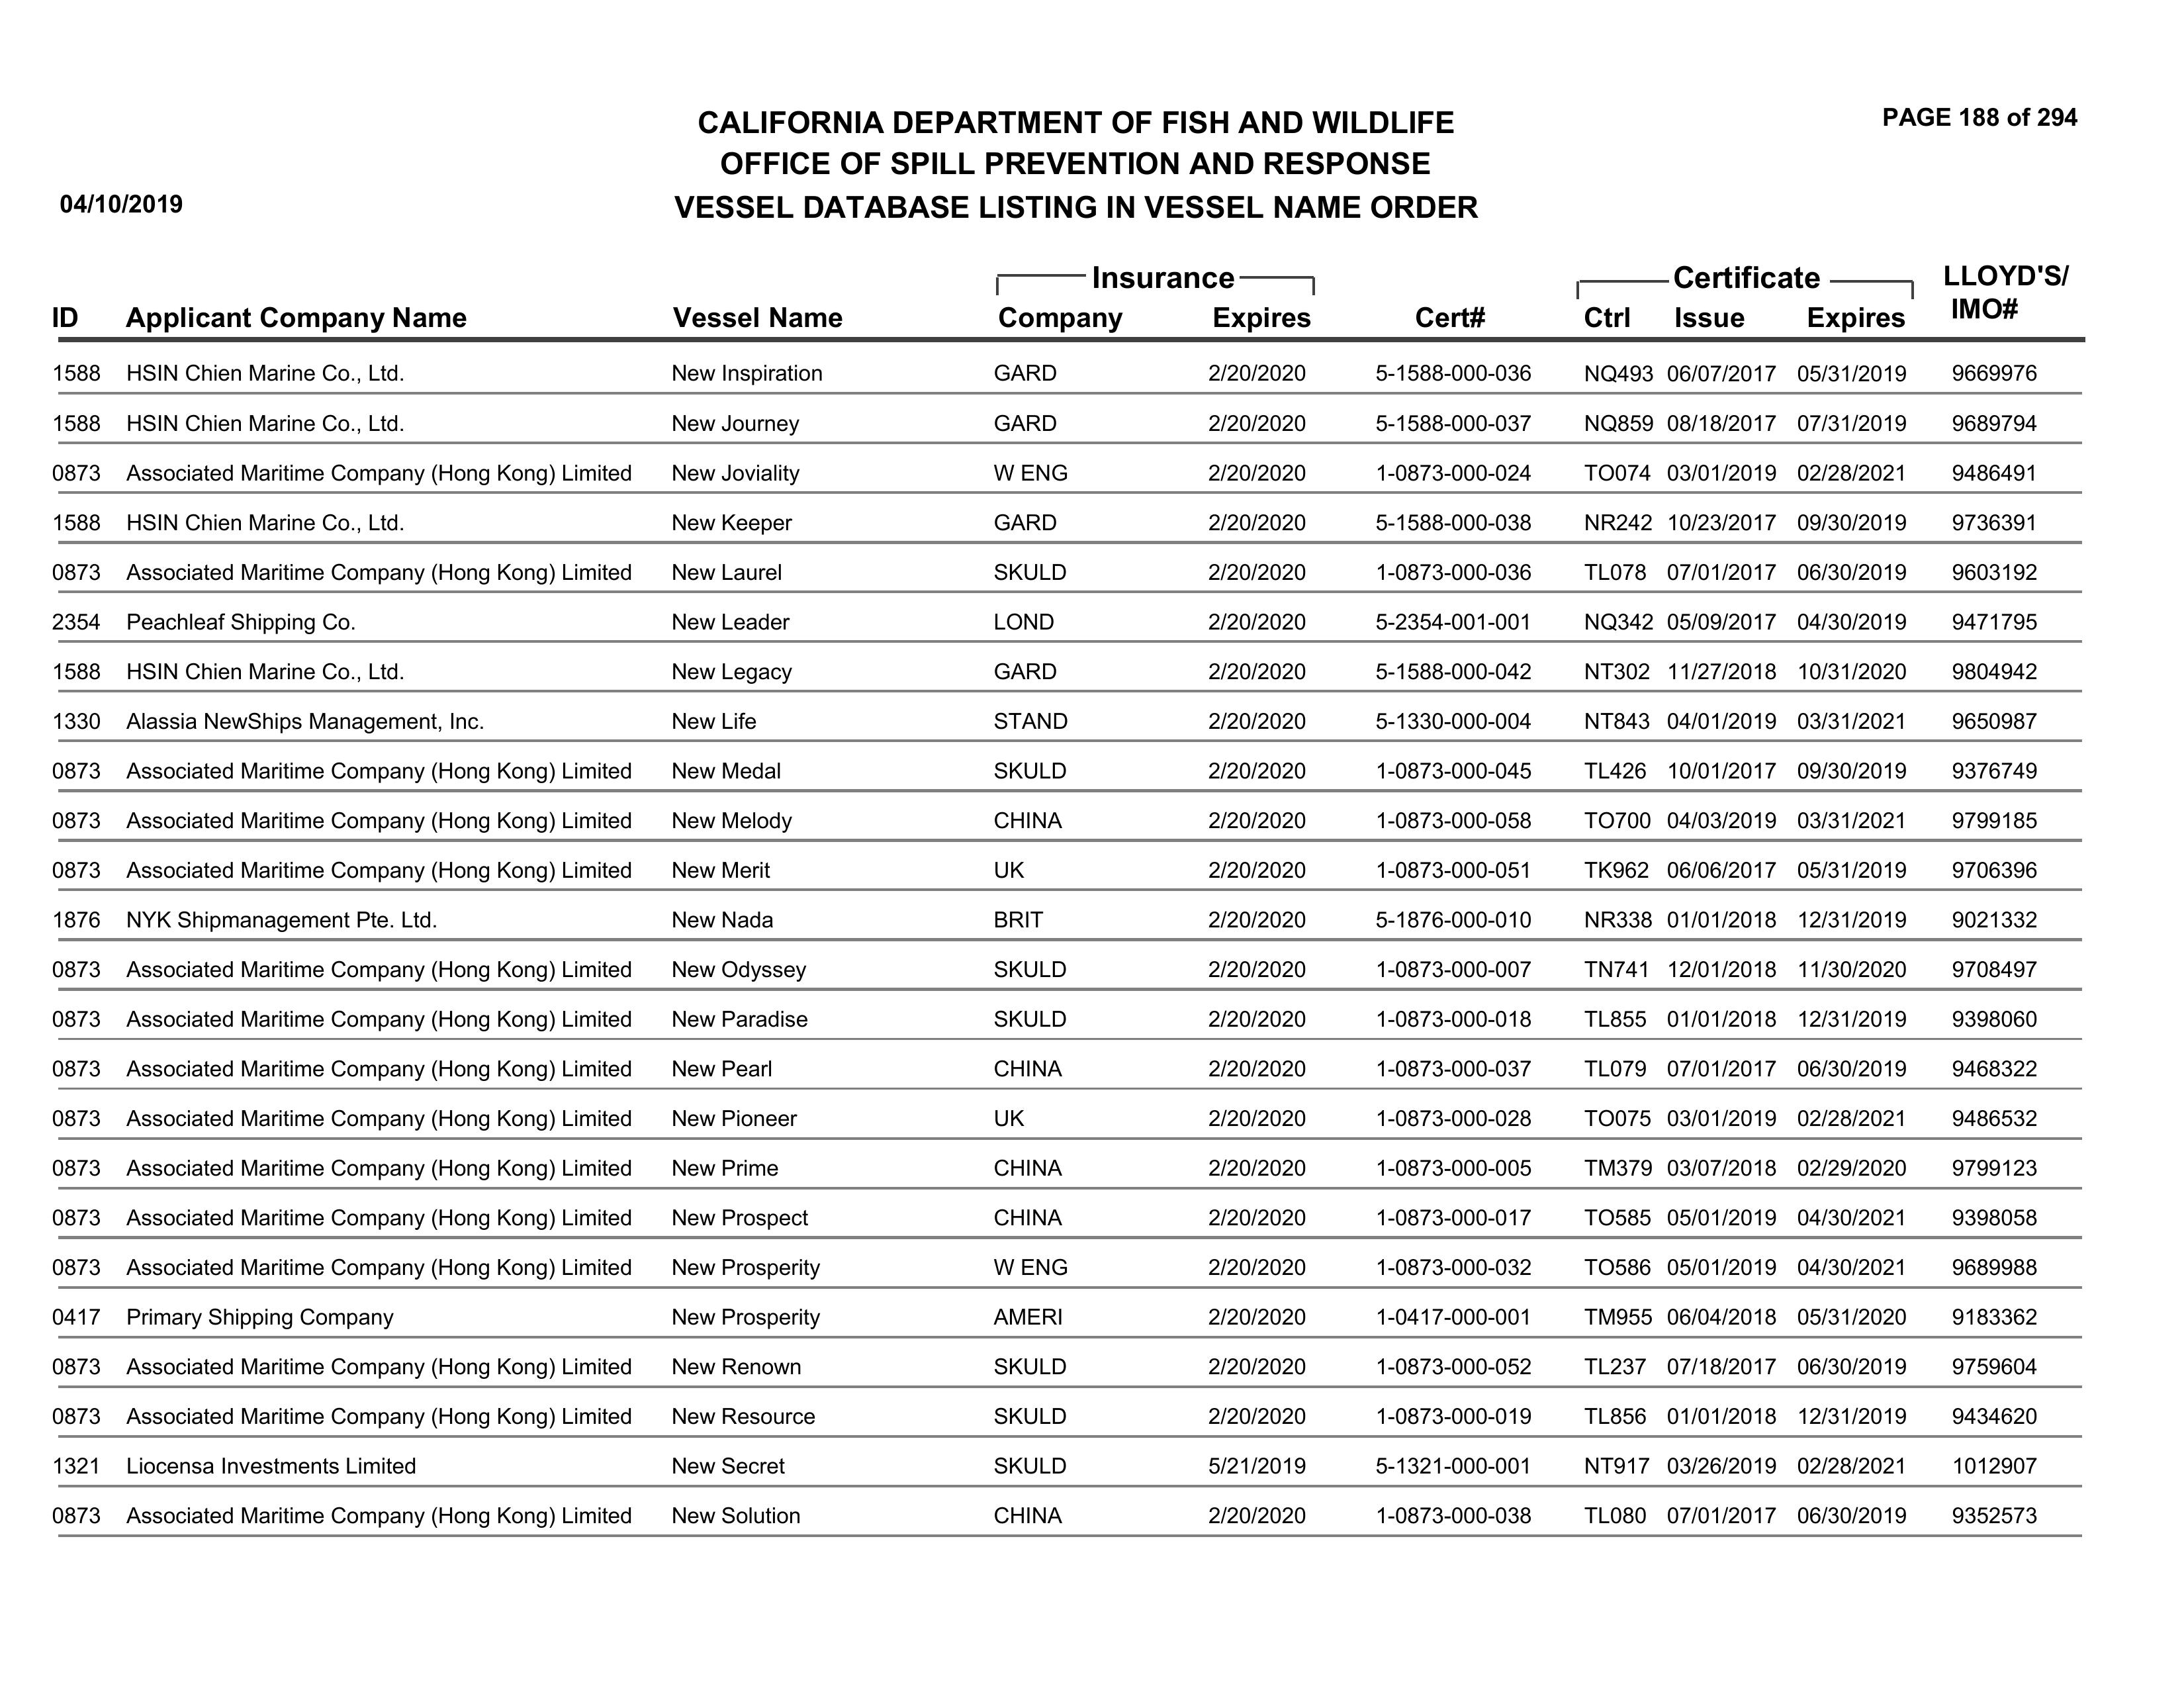 CALIFORNIA DEPARTMENT OF FISH AND WILDLIFE
PAGE 188 of 294
OFFICE OF SPILL PREVENTION AND RESPONSE
04/10/2019
VESSEL DATABASE LISTING IN VESSEL NAME ORDER
Insurance Certificate LLOYD'S/
ID Applicant Company Name Vessel Name Company Expires Cert# Ctrl Issue Expires IMO#
1588 HSIN Chien Marine Co., Ltd. New Inspiration GARD 2/20/2020 5-1588-000-036 NQ493 06/07/2017 05/31/2019 9669976
1588 HSIN Chien Marine Co., Ltd. New Journey GARD 2/20/2020 5-1588-000-037 NQ859 08/18/2017 07/31/2019 9689794
0873 Associated Maritime Company (Hong Kong) Limited New Joviality W ENG 2/20/2020 1-0873-000-024 TO074 03/01/2019 02/28/2021 9486491
1588 HSIN Chien Marine Co., Ltd. New Keeper GARD 2/20/2020 5-1588-000-038 NR242 10/23/2017 09/30/2019 9736391
0873 Associated Maritime Company (Hong Kong) Limited New Laurel SKULD 2/20/2020 1-0873-000-036 TL078 07/01/2017 06/30/2019 9603192
2354 Peachleaf Shipping Co. New Leader LOND 2/20/2020 5-2354-001-001 NQ342 05/09/2017 04/30/2019 9471795
1588 HSIN Chien Marine Co., Ltd. New Legacy GARD 2/20/2020 5-1588-000-042 NT302 11/27/2018 10/31/2020 9804942
1330 Alassia NewShips Management, Inc. New Life STAND 2/20/2020 5-1330-000-004 NT843 04/01/2019 03/31/2021 9650987
0873 Associated Maritime Company (Hong Kong) Limited New Medal SKULD 2/20/2020 1-0873-000-045 TL426 10/01/2017 09/30/2019 9376749
0873 Associated Maritime Company (Hong Kong) Limited New Melody CHINA 2/20/2020 1-0873-000-058 TO700 04/03/2019 03/31/2021 9799185
0873 Associated Maritime Company (Hong Kong) Limited New Merit UK 2/20/2020 1-0873-000-051 TK962 06/06/2017 05/31/2019 9706396
1876 NYK Shipmanagement Pte. Ltd. New Nada BRIT 2/20/2020 5-1876-000-010 NR338 01/01/2018 12/31/2019 9021332
0873 Associated Maritime Company (Hong Kong) Limited New Odyssey SKULD 2/20/2020 1-0873-000-007 TN741 12/01/2018 11/30/2020 9708497
0873 Associated Maritime Company (Hong Kong) Limited New Paradise SKULD 2/20/2020 1-0873-000-018 TL855 01/01/2018 12/31/2019 9398060
0873 Associated Maritime Company (Hong Kong) Limited New Pearl CHINA 2/20/2020 1-0873-000-037 TL079 07/01/2017 06/30/2019 9468322
0873 Associated Maritime Company (Hong Kong) Limited New Pioneer UK 2/20/2020 1-0873-000-028 TO075 03/01/2019 02/28/2021 9486532
0873 Associated Maritime Company (Hong Kong) Limited New Prime CHINA 2/20/2020 1-0873-000-005 TM379 03/07/2018 02/29/2020 9799123
0873 Associated Maritime Company (Hong Kong) Limited New Prospect CHINA 2/20/2020 1-0873-000-017 TO585 05/01/2019 04/30/2021 9398058
0873 Associated Maritime Company (Hong Kong) Limited New Prosperity W ENG 2/20/2020 1-0873-000-032 TO586 05/01/2019 04/30/2021 9689988
0417 Primary Shipping Company New Prosperity AMERI 2/20/2020 1-0417-000-001 TM955 06/04/2018 05/31/2020 9183362
0873 Associated Maritime Company (Hong Kong) Limited New Renown SKULD 2/20/2020 1-0873-000-052 TL237 07/18/2017 06/30/2019 9759604
0873 Associated Maritime Company (Hong Kong) Limited New Resource SKULD 2/20/2020 1-0873-000-019 TL856 01/01/2018 12/31/2019 9434620
1321 Liocensa Investments Limited New Secret SKULD 5/21/2019 5-1321-000-001 NT917 03/26/2019 02/28/2021 1012907
0873 Associated Maritime Company (Hong Kong) Limited New Solution CHINA 2/20/2020 1-0873-000-038 TL080 07/01/2017 06/30/2019 9352573